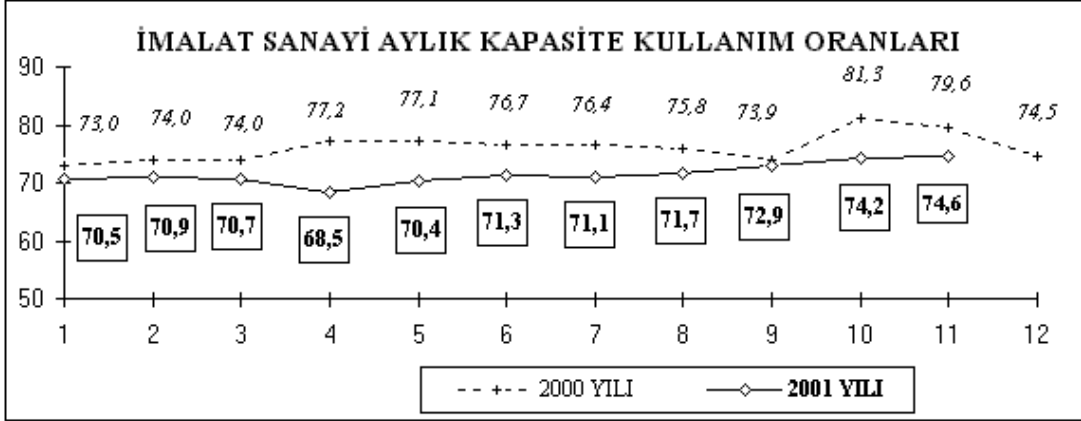 İMALAT SANAYİ AYLIK KAPASİTE KULLANIM ORANLARI
90
80
70
60
50
73,0 74,0 74,0 77,2 77,1 76,7 76,4 75,8 73,9 81,3 79,6 74,5
70,5 70,9 70,7 68,5 70,4 71,3 71,1 71,7 72,9 74,2 74,6
1 2 3 4 5 6 7 8 9 10 11 12
2000 YILI 2001 YILI